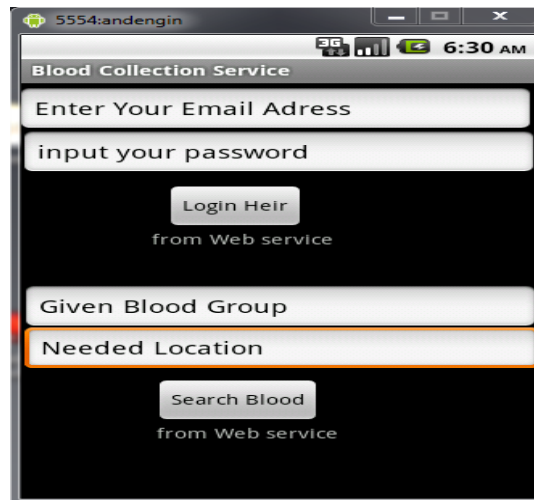 5554:andengin
3G 6:30 AM
Blood Collection Service
Enter Your Email Adress
input your password
Login Heir
from Web service
Given Blood Group
Needed Location
Search Blood
from Web service